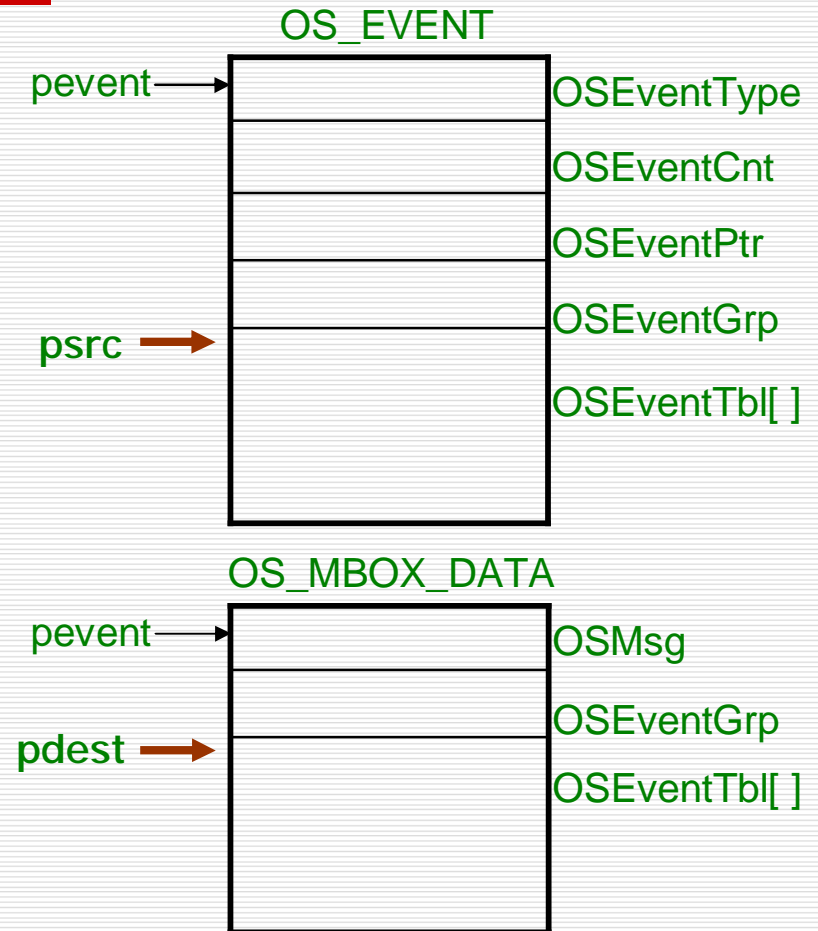 OS_EVENT
pevent
OSEventType
OSEventCnt
OSEventPtr
OSEventGrp
psrc
OSEventTbl[ ]
OS_MBOX_DATA
pevent
OSMsg
OSEventGrp
pdest
OSEventTbl[ ]